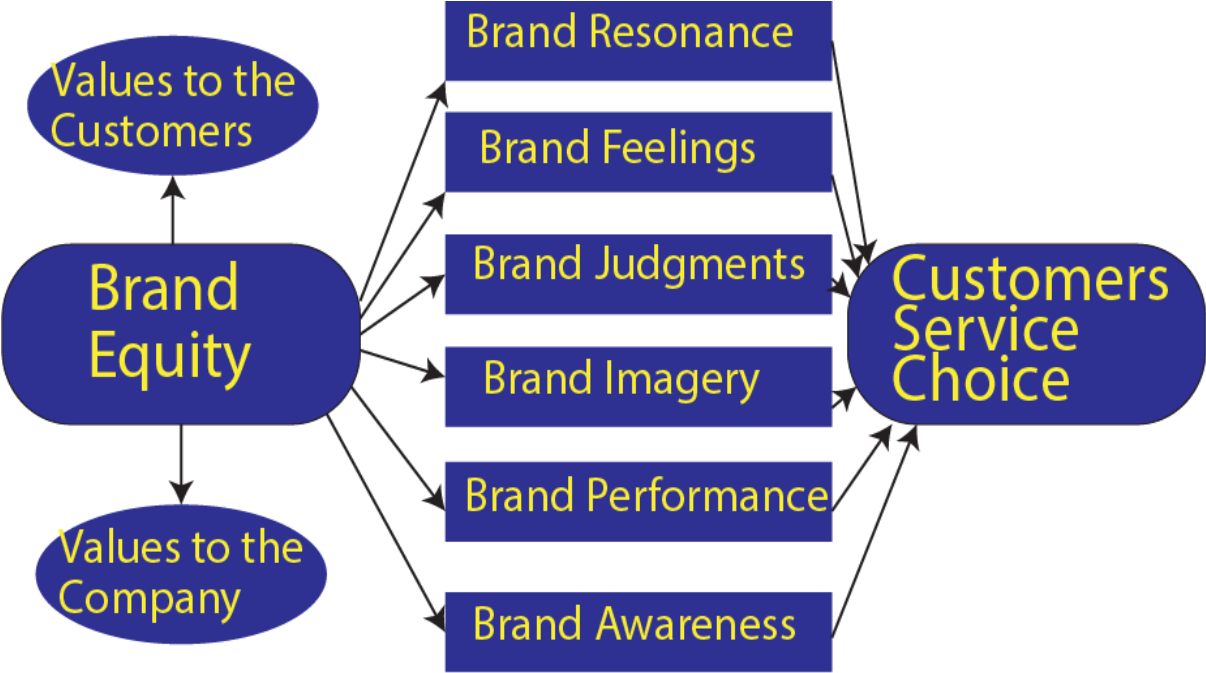 Values to the
Customers
Brand
Equity
Values to the
Company
Brand Resonance
Brand Feelings
Brand Judgments
Brand Imagery
Brand Performance
Brand Awareness
Customers
Service
Choice